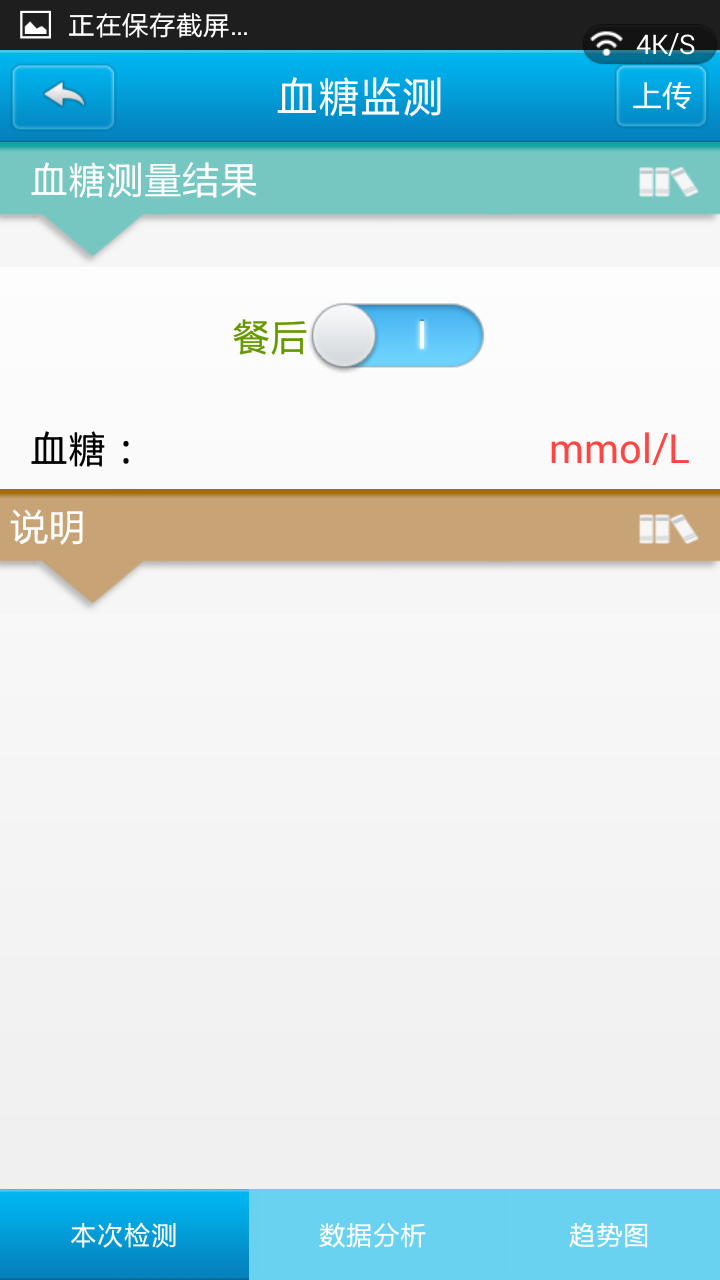 正在保存截屏...
4K/S
血糖监测
上传
血糖测量结果
餐后
血糖：
mmol/L
说明
本次检测
数据分析
趋势图